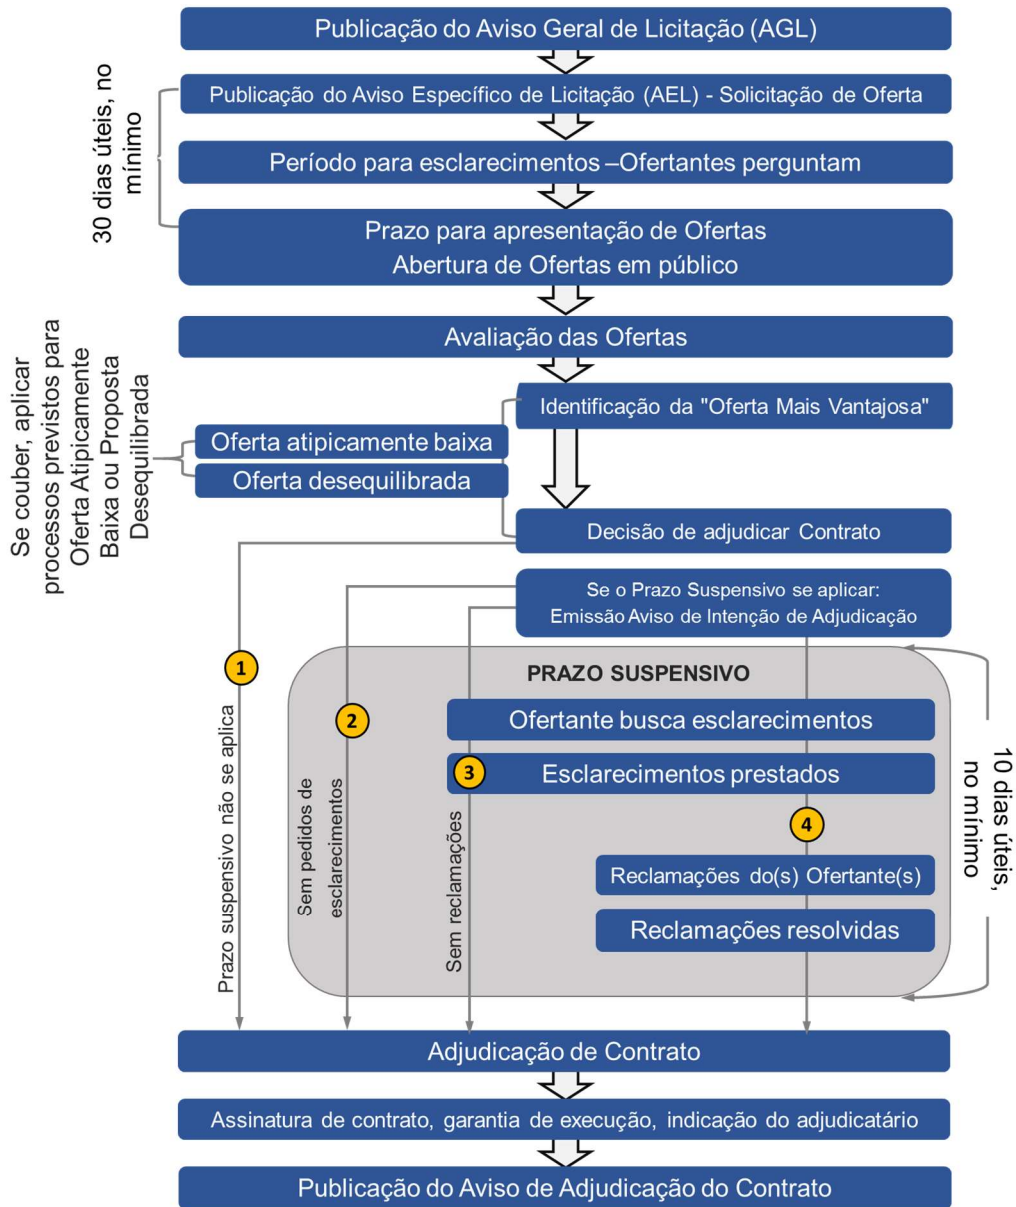 Publicação do Aviso Geral de Licitação (AGL)
30 dias úteis, no
mínimo
Publicação do Aviso Específico de Licitação (AEL) - Solicitação de Oferta
Período para esclarecimentos –Ofertantes perguntam
Prazo para apresentação de Ofertas
Abertura de Ofertas em público
Avaliação das Ofertas
Se couber, aplicar
processos previstos para
Oferta Atipicamente
Baixa ou Proposta
Desequilibrada
Identificação da "Oferta Mais Vantajosa"
Oferta atipicamente baixa
Oferta desequilibrada
Decisão de adjudicar Contrato
Se o Prazo Suspensivo se aplicar:
Emissão Aviso de Intenção de Adjudicação
1
Prazo suspensivo não se aplica
PRAZO SUSPENSIVO
2
Sem pedidos de
esclarecimentos
Ofertante busca esclarecimentos
3
Esclarecimentos prestados
Sem reclamações
4
Reclamações do(s) Ofertante(s)
Reclamações resolvidas
10 dias úteis,
no mínimo
Adjudicação de Contrato
Assinatura de contrato, garantia de execução, indicação do adjudicatário
Publicação do Aviso de Adjudicação do Contrato